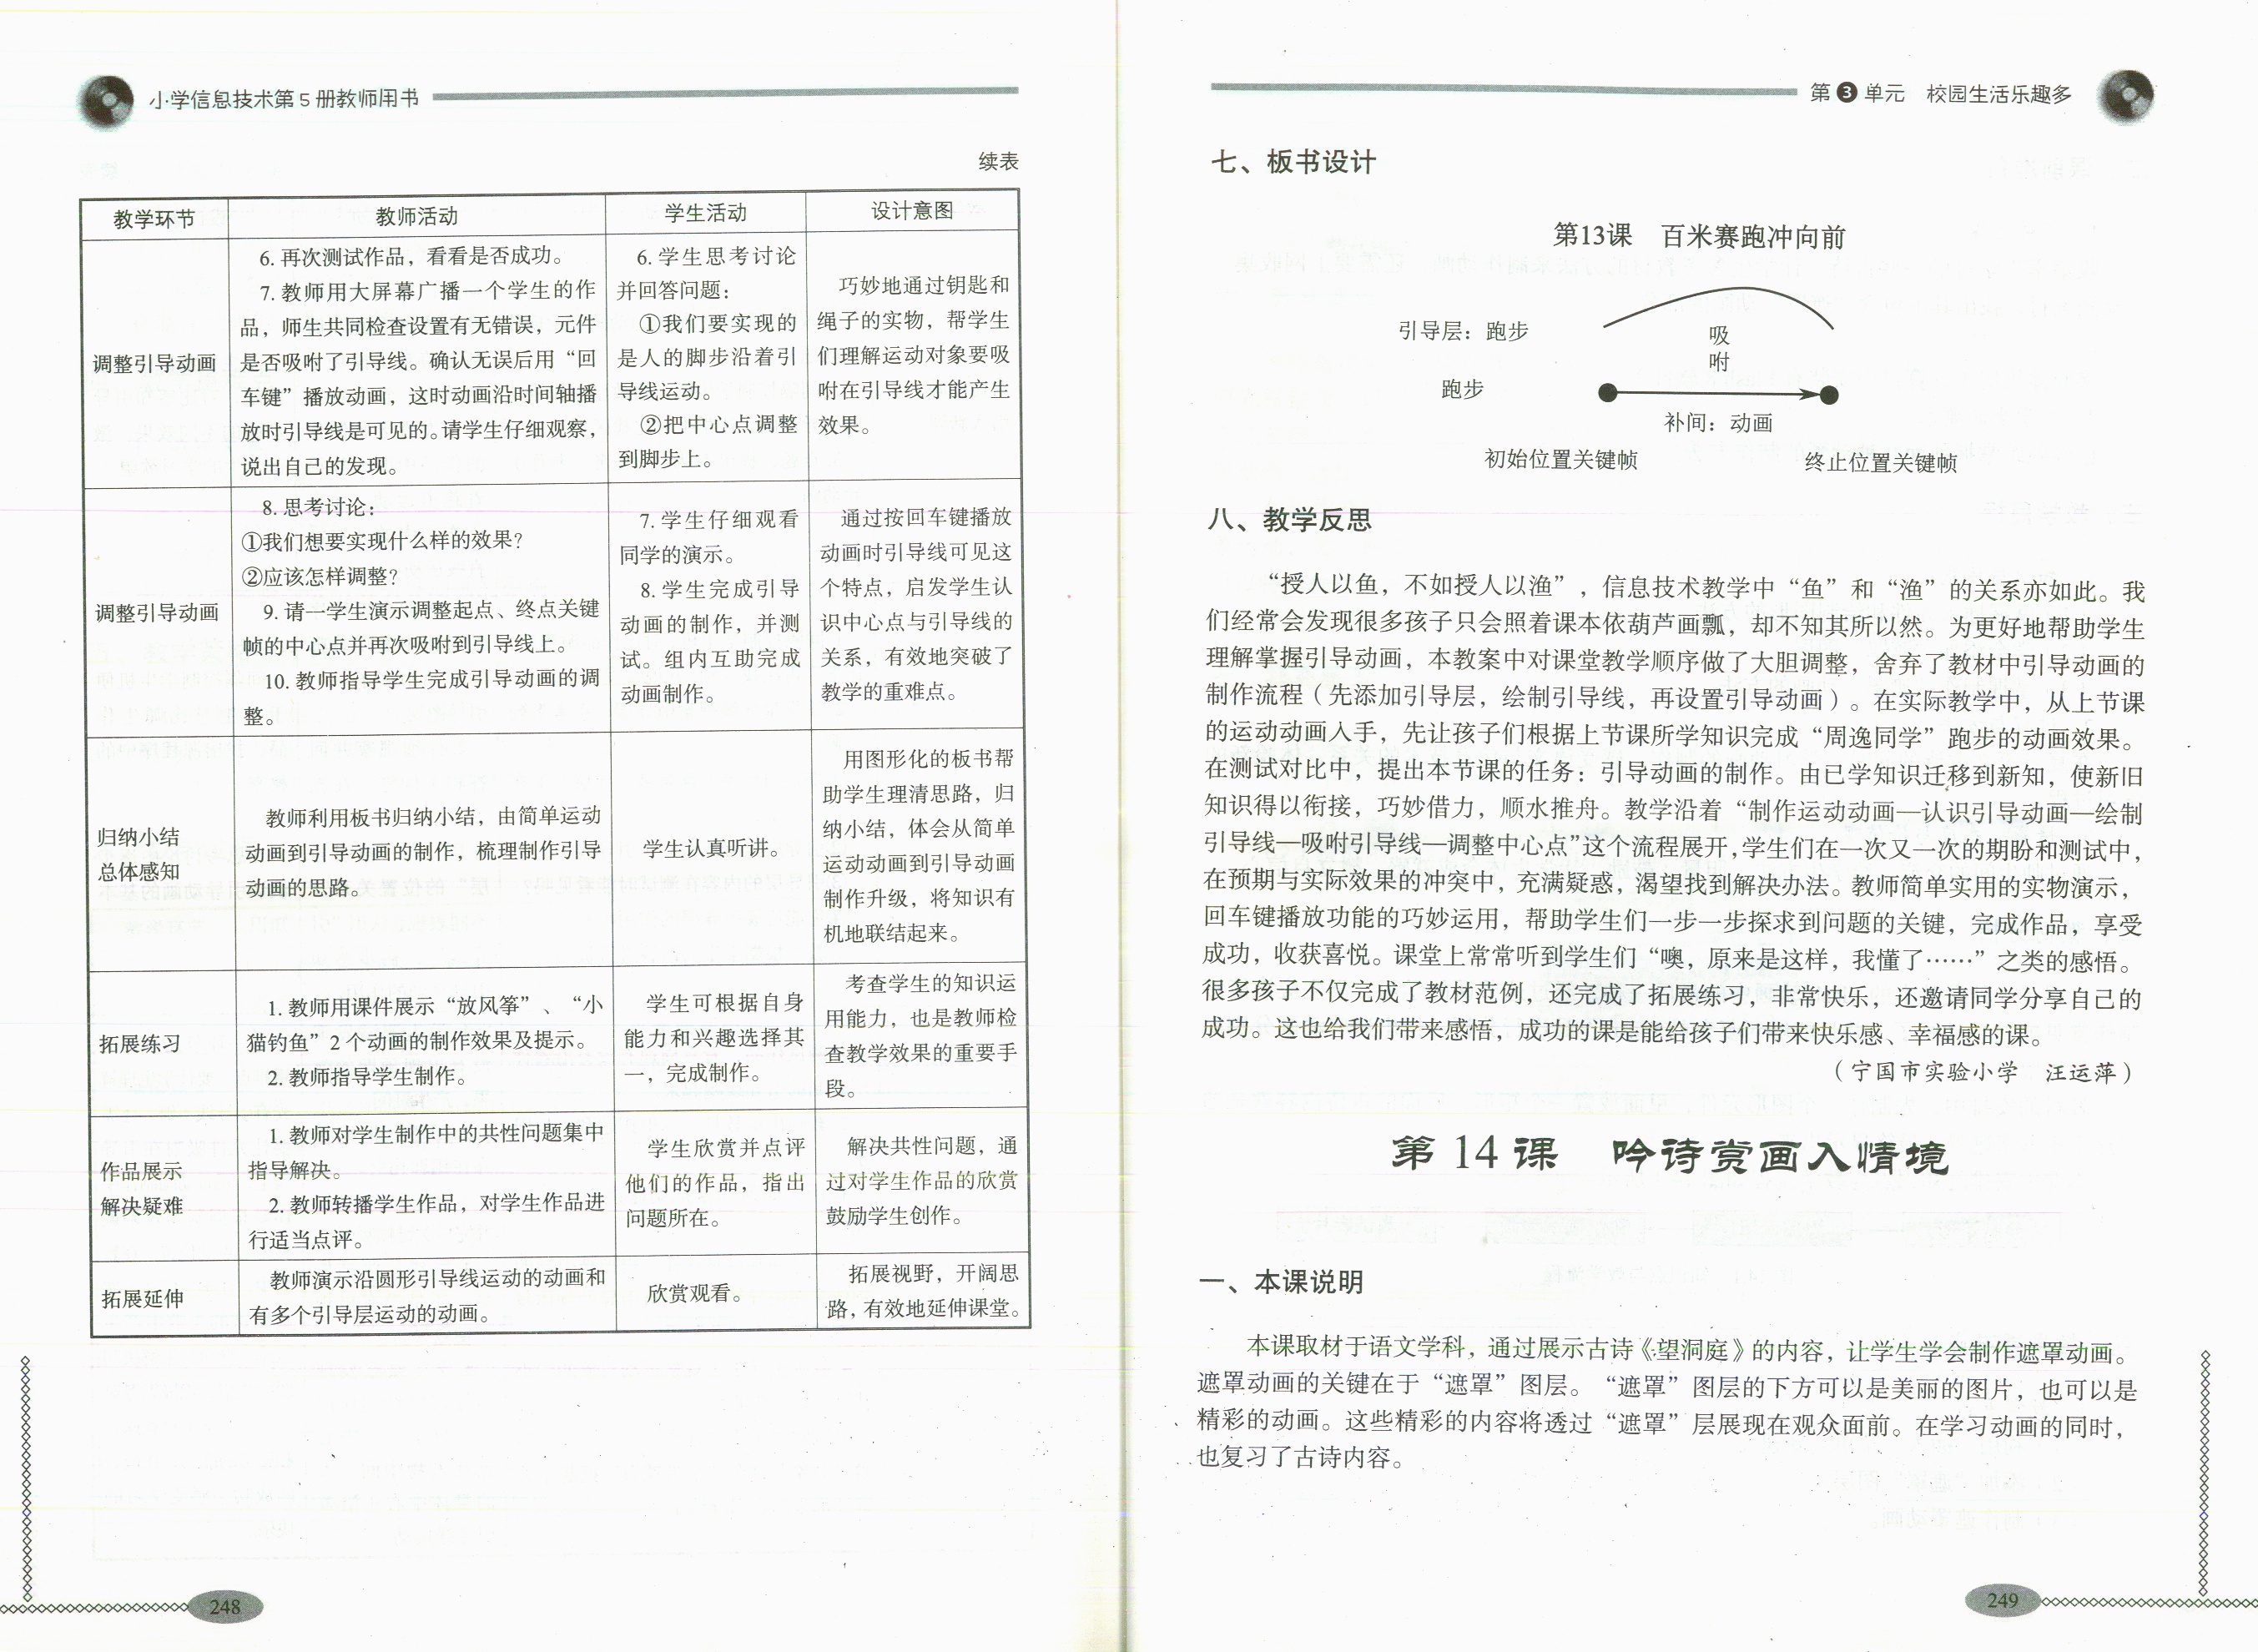 小学信息技术第5册教师用书
续表
教学环节
教师活动
学生活动
设计意图
调整引导动画
6. 再次测试作品，看看是否成功。
7. 教师用大屏幕广播一个学生的作
品，师生共同检查设置有无错误，元件
是否吸附了引导线。确认无误后用“回
车键”播放动画，这时动画沿时间轴播
放时引导线是可见的。请学生仔细观察，
说出自己的发现。
6. 学生思考讨论
并回答问题：
①我们要实现的
是人的脚步沿着引
导线运动。
②把中心点调整
到脚步上。
巧妙地通过钥匙和
绳子的实物，帮学生
们理解运动对象要吸
咐在引导线才能产生
效果。
调整引导动画
8. 思考讨论：
①我们想要实现什么样的效果？
②应该怎样调整？
9. 请一学生演示调整起点、终点关键
帧的中心点并再次吸咐到引导线上。
10. 教师指导学生完成引导动画的调
整。
7. 学生仔细观看
同学的演示。
8. 学生完成引导
动画的制作，并测
试。组内互助完成
动画制作。
通过按回车键播放
动画时引导线可见这
个特点，启发学生认
识中心点与引导线的
关系，有效地突破了
教学的重难点。
归纳小结
总体感知
教师利用板书归纳小结，由简单运动
动画到引导动画的制作，梳理制作引导
动画的思路。
学生认真听讲。
用图形化的板书帮
助学生理清思路，归
纳小结，体会从简单
运动动画到引导动画
制作升级，将知识有
机地联结起来。
拓展练习
1. 教师用课件展示“放风筝”、“小
猫钓鱼”2个动画的制作效果及提示。
2. 教师指导学生制作。
学生可根据自身
能力和兴趣选择其
一，完成制作。
考查学生的知识运
用能力，也是教师检
查教学效果的重要手
段。
作品展示
解决疑难
1. 教师对学生制作中的共性问题集中
指导解决。
2. 教师转播学生作品，对学生作品进
行适当点评。
学生欣赏并点评
他们的作品，指出
问题所在。
解决共性问题，通
过对学生作品的欣赏
鼓励学生创作。
拓展延伸
教师演示沿圆形引导线运动的动画和
有多个引导层运动的动画。
欣赏观看。
拓展视野，开阔思
路，有效地延伸课堂。
248
第3单元　校园生活乐趣多
七、板书设计
第13课　百米赛跑冲向前
引导层：跑步
吸
咐
跑步
补间：动画
初始位置关键帧
终止位置关键帧
八、教学反思
“授人以鱼，不如授人以渔”，信息技术教学中“鱼”和“渔”的关系亦如此。我
们经常会发现很多孩子只会照着课本依葫芦画瓢，却不知其所以然。为更好地帮助学生
理解掌握引导动画，本教案中对课堂教学顺序做了大胆调整，舍弃了教材中引导动画的
制作流程（先添加引导层，绘制引导线，再设置引导动画）。在实际教学中，从上节课
的运动动画入手，先让孩子们根据上节课所学知识完成“周逸同学”跑步的动画效果。
在测试对比中，提出本节课的任务：引导动画的制作。由已学知识迁移到新知，使新旧
知识得以衔接，巧妙借力，顺水推舟。教学沿着“制作运动动画—认识引导动画—绘制
引导线—吸咐引导线—调整中心点”这个流程展开，学生们在一次又一次的期盼和测试中，
在预期与实际效果的冲突中，充满疑惑，渴望找到解决办法。教师简单实用的实物演示，
回车键播放功能的巧妙运用，帮助学生们一步一步探求到问题的关键，完成作品，享受
成功，收获喜悦。课堂上常常听到学生们“噢，原来是这样，我懂了……”之类的感悟。
很多孩子不仅完成了教材范例，还完成了拓展练习，非常快乐，还邀请同学分享自己的
成功。这也给我们带来感悟，成功的课是能给孩子们带来快乐感、幸福感的课。
（宁国市实验小学　汪运萍）
第14课　吟诗赏画入情境
一、本课说明
本课取材于语文学科，通过展示古诗《望洞庭》的内容，让学生学会制作遮罩动画。
遮罩动画的关键在于“遮罩”图层。“遮罩”图层的下方可以是美丽的图片，也可以是
精彩的动画。这些精彩的内容将透过“遮罩”层展现在观众面前。在学习动画的同时，
也复习了古诗内容。
249